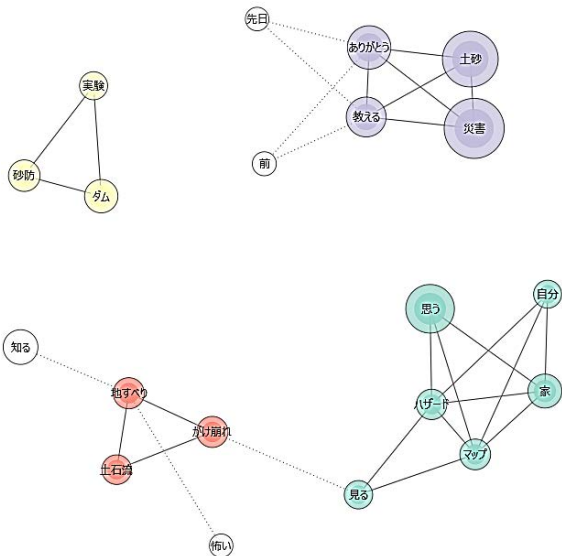 先日
ありがとう
土砂
教える
災害
前
実験
砂防
ダム
思う
自分
知る
地すべり
ハザード
家
がけ崩れ
土石流
マップ
見る
怖い